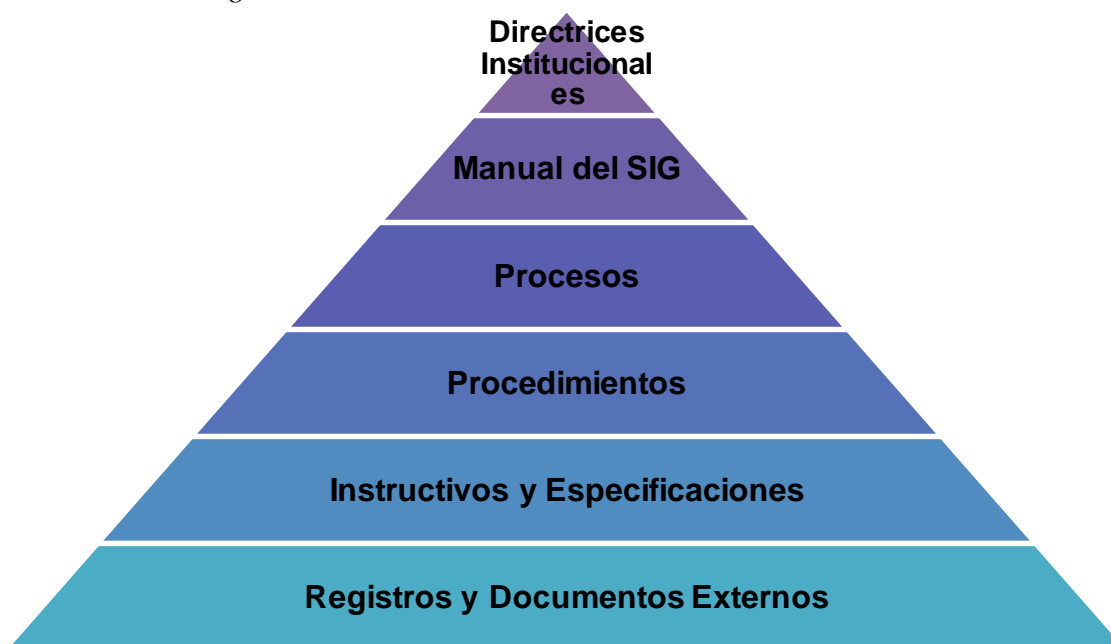 Directrices
Institucional
es
Manual del SIG
Procesos
Procedimientos
Instructivos y Especificaciones
Registros y Documentos Externos